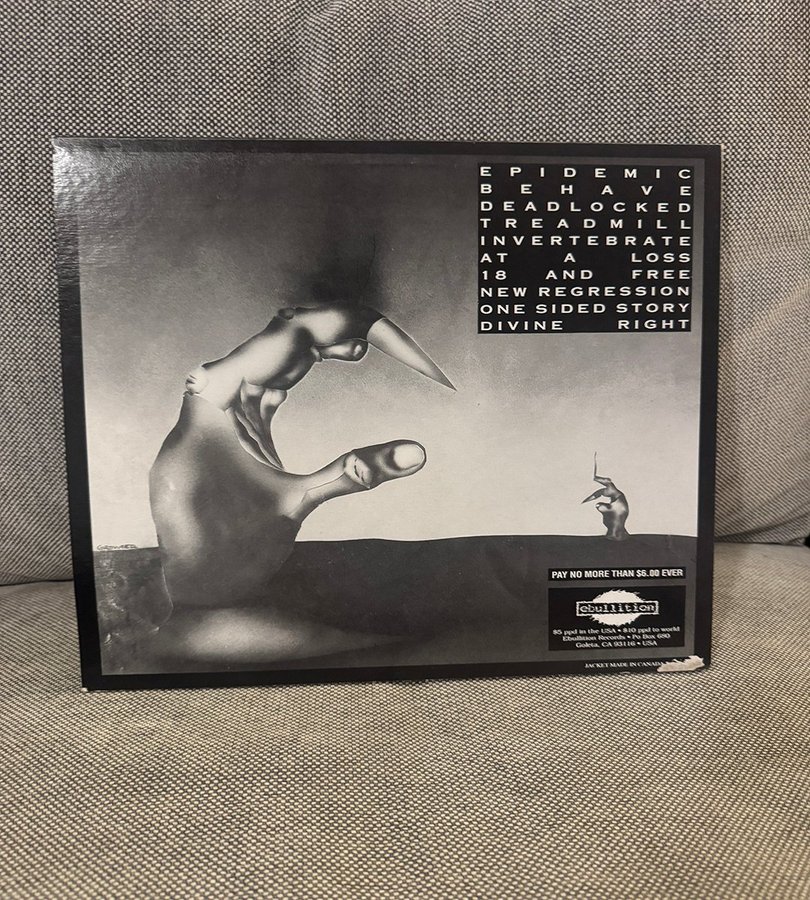 EPIDEMIC
BEHAVE
DEADLOCKED
TREADMILL
INVERTEBRATE
AT A LOSS
18 AND FREE
NEW REGRESSION
ONE SIDED STORY
DIVINE RIGHT
PAY NO MORE THAN $6.00 EVER
ebullition
$5 ppd in the USA • $10 ppd to world
Ebullition Records • Po Box 680
Goleta, CA 93116 • USA
JACKET MADE IN CANADA